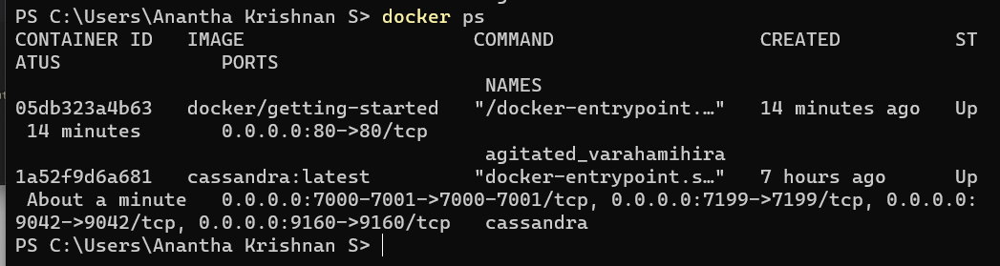 PS C:\Users\Anantha Krishnan S> docker ps
CONTAINER ID   IMAGE                    COMMAND                  CREATED          ST
ATUS              PORTS
                                         NAMES
05db323a4b63   docker/getting-started   "/docker-entrypoint.…"   14 minutes ago   Up
 14 minutes       0.0.0.0:80->80/tcp
                                         agitated_varahamihira
1a52f9d6a681   cassandra:latest         "docker-entrypoint.s…"   7 hours ago      Up
 About a minute   0.0.0.0:7000-7001->7000-7001/tcp, 0.0.0.0:7199->7199/tcp, 0.0.0.0:
9042->9042/tcp, 0.0.0.0:9160->9160/tcp   cassandra
PS C:\Users\Anantha Krishnan S>